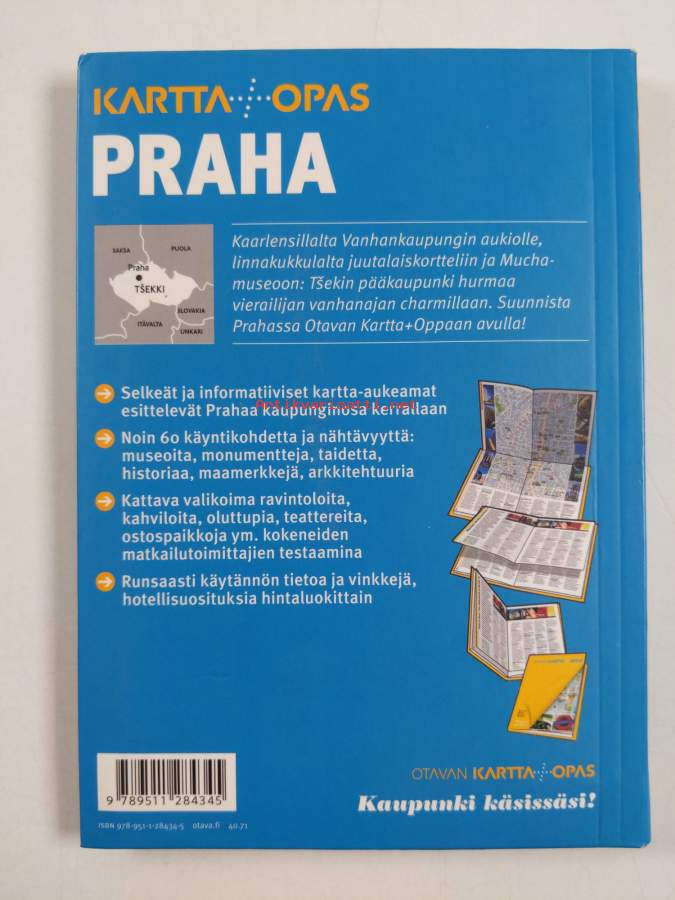 KARTTA+OPAS
PRAHA
SAKSA
PUOLA
Praha
TŠEKKI
SLOVAKIA
ITÄVALTA
UNKARI
Kaarlensillalta Vanhankaupungin aukiolle,
linnakukkulalta juutalaiskortteliin ja Mucha-
museoon: Tšekin pääkaupunki hurmaa
vierailijan vanhanajan charmillaan. Suunnista
Prahassa Otavan Kartta+Oppaan avulla!
Selkeät ja informatiiviset kartta-aukeamat
esittelevät Prahaa kaupunginosa kerrallaan
Antikvariaatti.net
Noin 60 käyntikohdetta ja nähtävyyttä:
museoita, monumentteja, taidetta,
historiaa, maamerkkejä, arkkitehtuuria
Kattava valikoima ravintoloita,
kahviloita, oluttupia, teattereita,
ostospaikkoja ym. kokeneiden
matkailutoimittajien testaamina
Runsaasti käytännön tietoa ja vinkkejä,
hotellisuosituksia hintaluokittain
9 789511 284345
ISBN 978-951-1-28434-5 otava.fi 40.71
OTAVAN KARTTA+OPAS
Kaupunki käsissäsi!